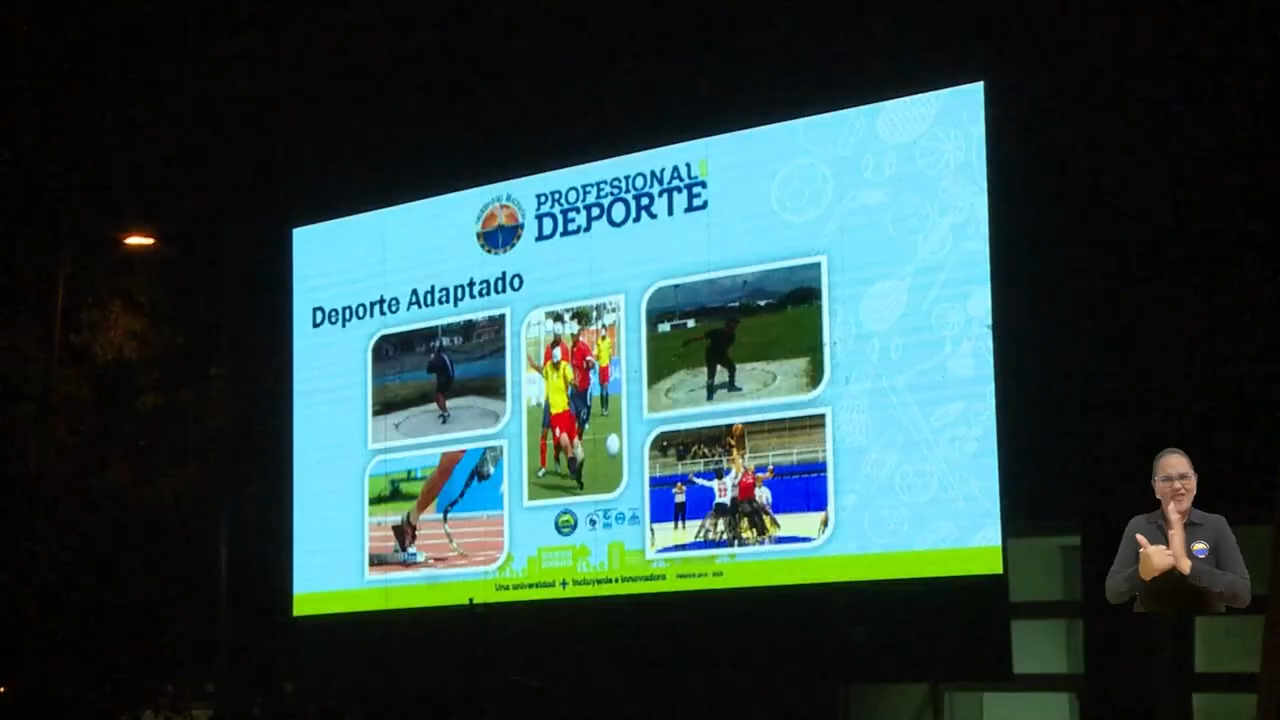 PROFESIONAL
DEPORTE
Deporte Adaptado
Una universidad + incluyente e innovadora